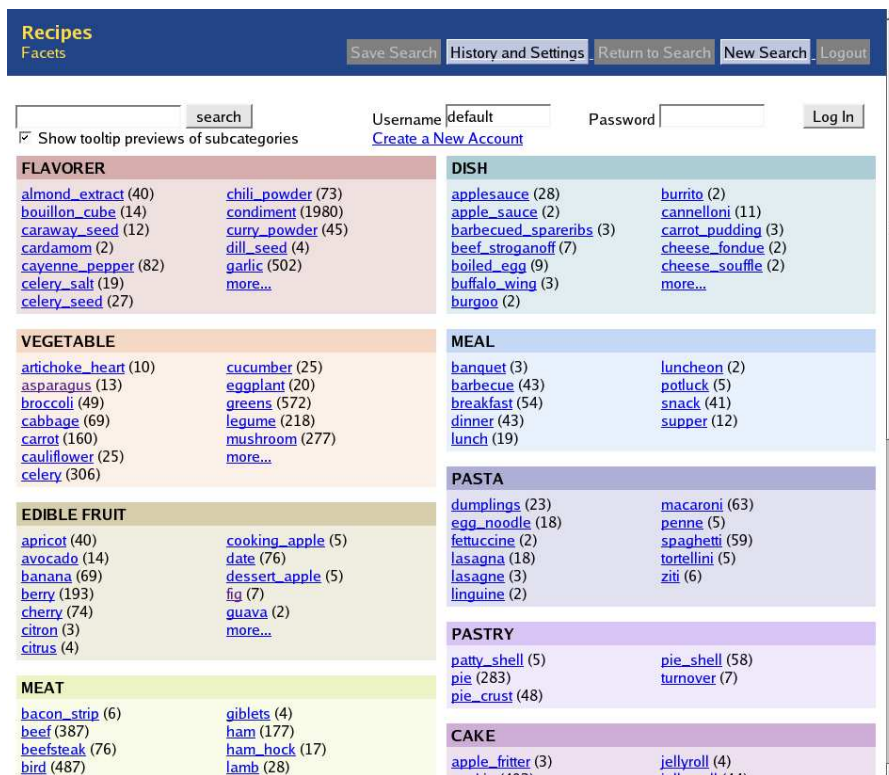 Recipes
Facets
Save Search History and Settings Return to Search New Search Logout
search Username default Password Log In
Show tooltip previews of subcategories Create a New Account
FLAVORER
almond_extract (40) chili_powder (73)
bouillon_cube (14) condiment (1980)
caraway_seed (12) curry_powder (45)
cardamom (2) dill_seed (4)
cayenne_pepper (82) garlic (502)
celery_salt (19) more...
celery_seed (27)
VEGETABLE
artichoke_heart (10) cucumber (25)
asparagus (13) eggplant (20)
broccoli (49) greens (572)
cabbage (69) legume (218)
carrot (160) mushroom (277)
cauliflower (25) more...
celery (306)
EDIBLE FRUIT
apricot (40) cooking_apple (5)
avocado (14) date (76)
banana (69) dessert_apple (5)
berry (193) fig (7)
cherry (74) guava (2)
citron (3) more...
citrus (4)
MEAT
bacon_strip (6) giblets (4)
beef (387) ham (177)
beefsteak (76) ham_hock (17)
bird (487) lamb (28)
DISH
applesauce (28) burrito (2)
apple_sauce (2) cannelloni (11)
barbecued_spareribs (3) carrot_pudding (3)
beef_stroganoff (7) cheese_fondue (2)
boiled_egg (9) cheese_souffle (2)
buffalo_wing (3) more...
burgoo (2)
MEAL
banquet (3) luncheon (2)
barbecue (43) potluck (5)
breakfast (54) snack (41)
dinner (43) supper (12)
lunch (19)
PASTA
dumplings (23) macaroni (63)
egg_noodle (18) penne (5)
fettuccine (2) spaghetti (59)
lasagna (18) tortellini (5)
lasagne (3) ziti (6)
linguine (2)
PASTRY
patty_shell (5) pie_shell (58)
pie (283) turnover (7)
pie_crust (48)
CAKE
apple_fritter (3) jellyroll (4)